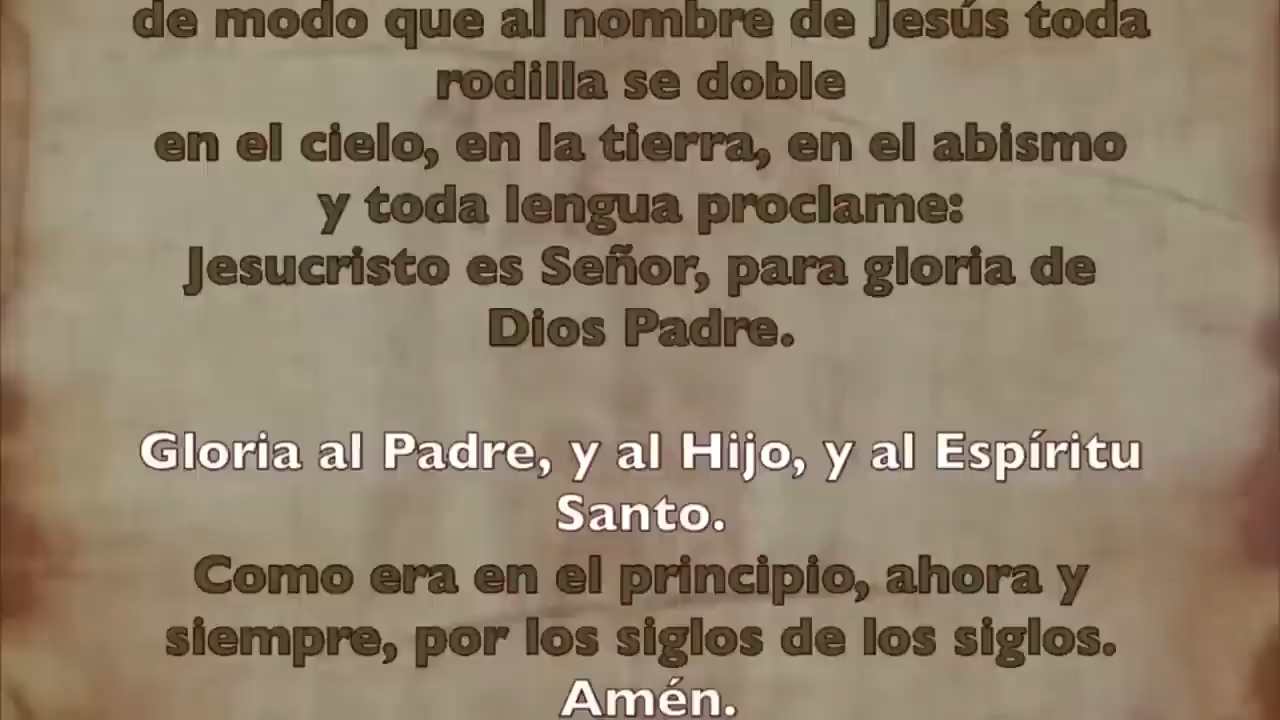 de modo que al nombre de Jesús toda
rodilla se doble
en el cielo, en la tierra, en el abismo
y toda lengua proclame:
Jesucristo es Señor, para gloria de
Dios Padre.
Gloria al Padre, y al Hijo, y al Espíritu
Santo.
Como era en el principio, ahora y
siempre, por los siglos de los siglos.
Amén.